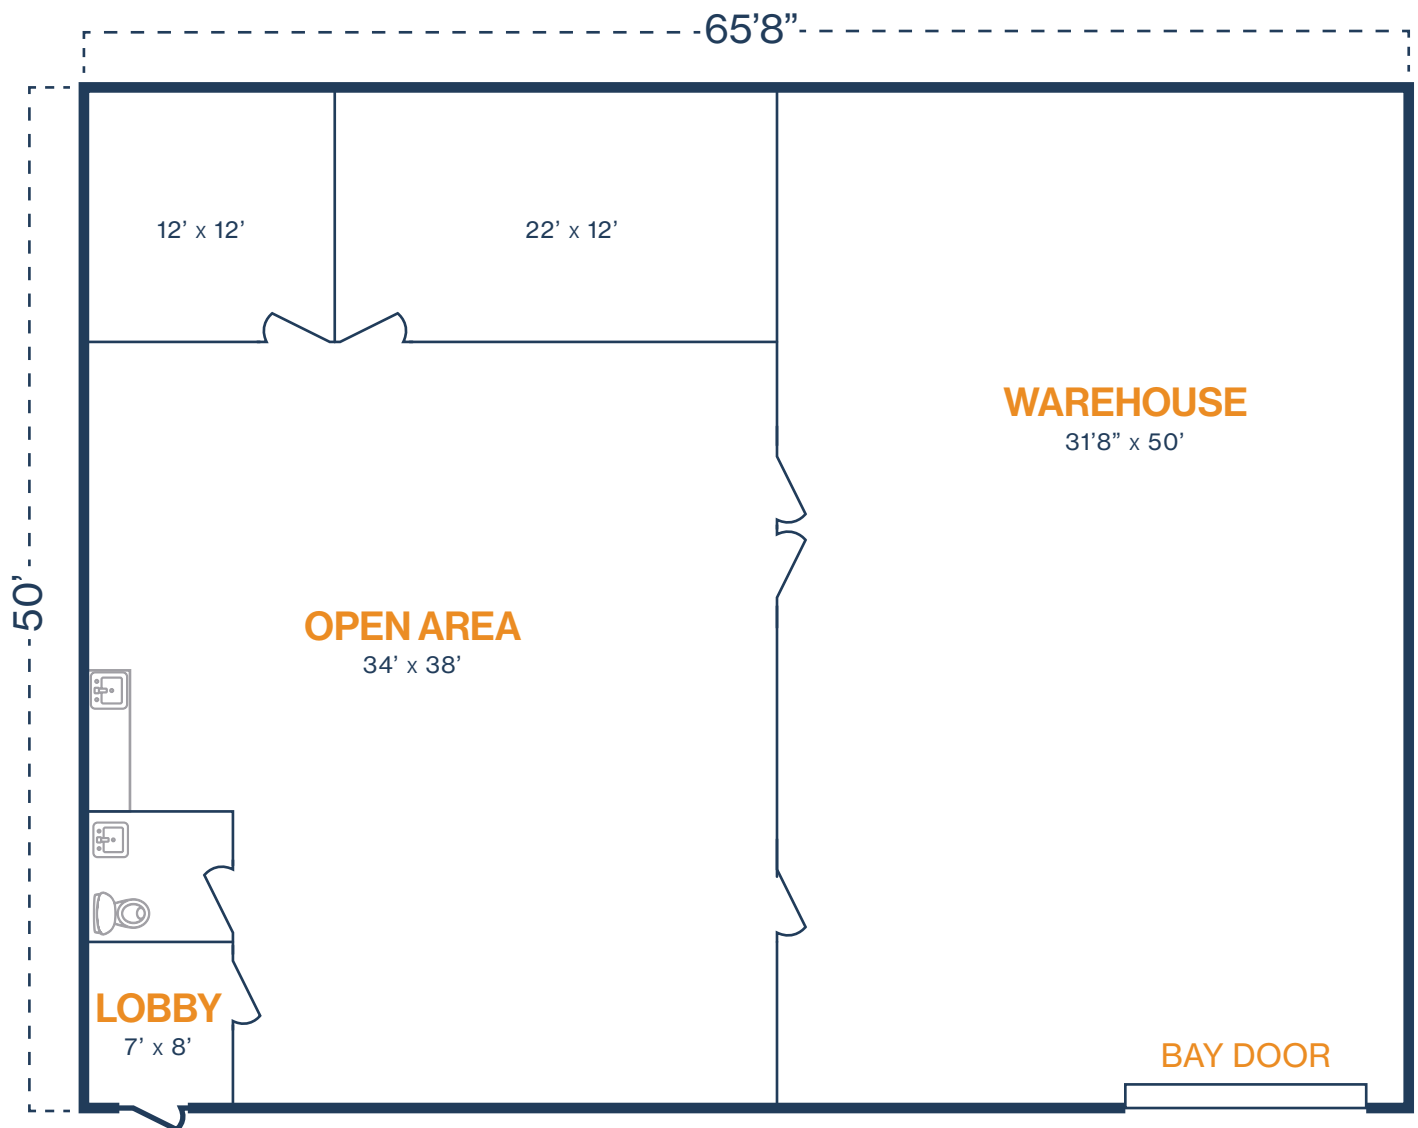 65’8”
12’ x 12’
22’ x 12’
WAREHOUSE
31’8” x 50’
50’
OPEN AREA
34’ x 38’
LOBBY
7’ x 8’
BAY DOOR